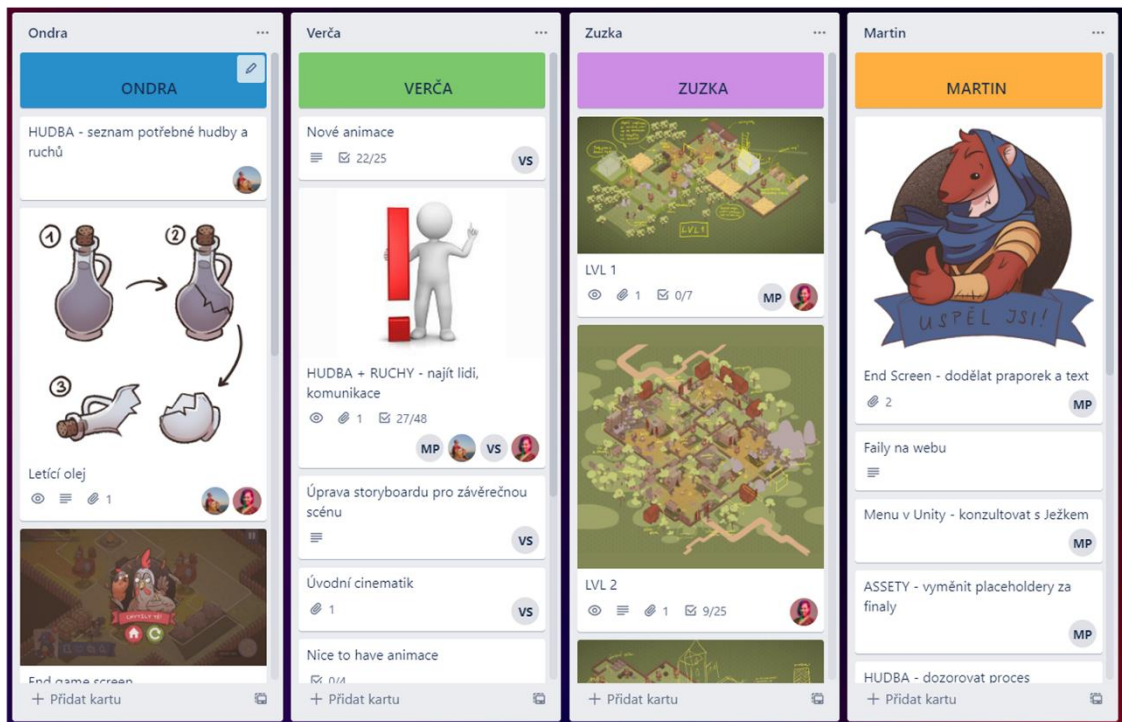 Ondra
ONDRA
HUDBA - seznam potřebné hudby a
ruchů
1
2
3
Letící olej
1
CHYTILY TĚ!
End game screen
+ Přidat kartu
Verča
VERČA
Nové animace
22/25
VS
HUDBA + RUCHY - najít lidi,
komunikace
1 27/48
MP VS
Úprava storyboardu pro závěrečnou
scénu
VS
Úvodní cinematik
1
VS
Nice to have animace
0/4
+ Přidat kartu
Zuzka
ZUZKA
LVL 1
LVL 1
1 0/7
MP
LVL 2
1 9/25
+ Přidat kartu
Martin
MARTIN
USPĚL JSI!
End Screen - dodělat praporek a text
2
MP
Faily na webu
Menu v Unity - konzultovat s Ježkem
MP
ASSETY - vyměnit placeholdery za
finaly
MP
HUDBA - dozorovat proces
+ Přidat kartu